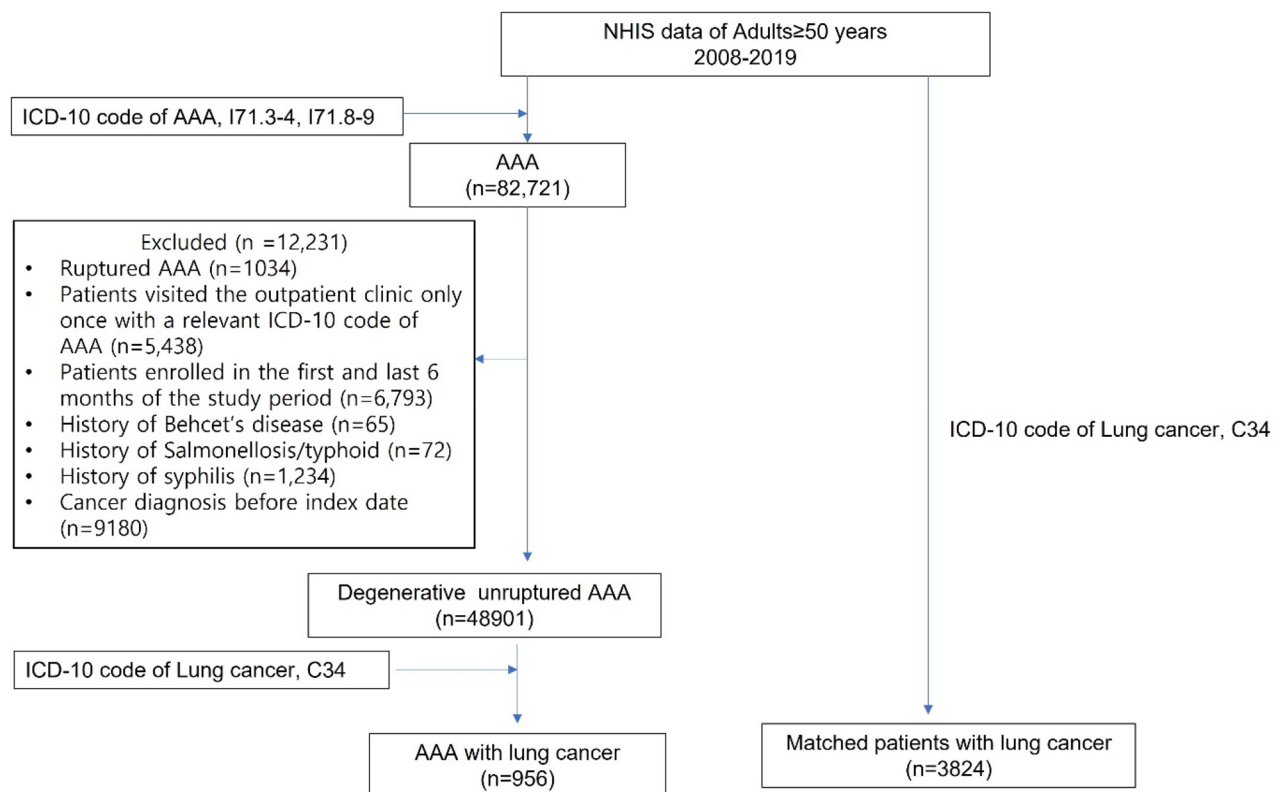 NHIS data of Adults≥50 years
2008-2019
ICD-10 code of AAA, I71.3-4, I71.8-9
AAA
(n=82,721)
Excluded (n =12,231)
• Ruptured AAA (n=1034)
• Patients visited the outpatient clinic only
once with a relevant ICD-10 code of
AAA (n=5,438)
• Patients enrolled in the first and last 6
months of the study period (n=6,793)
• History of Behcet's disease (n=65)
• History of Salmonellosis/typhoid (n=72)
• History of syphilis (n=1,234)
• Cancer diagnosis before index date
(n=9180)
ICD-10 code of Lung cancer, C34
Degenerative unruptured AAA
(n=48901)
ICD-10 code of Lung cancer, C34
AAA with lung cancer
(n=956)
Matched patients with lung cancer
(n=3824)